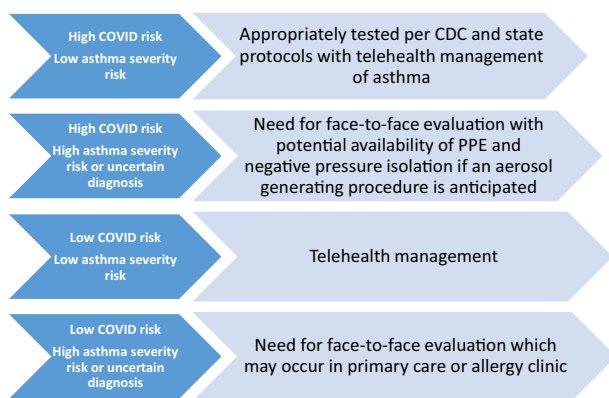 High COVID risk
Low asthma severity
risk
Appropriately tested per CDC and state
protocols with telehealth management
of asthma
High COVID risk
High asthma severity
risk or uncertain
diagnosis
Need for face-to-face evaluation with
potential availability of PPE and
negative pressure isolation if an aerosol
generating procedure is anticipated
Low COVID risk
Low asthma severity
risk
Telehealth management
Low COVID risk
High asthma severity
risk or uncertain
diagnosis
Need for face-to-face evaluation which
may occur in primary care or allergy clinic